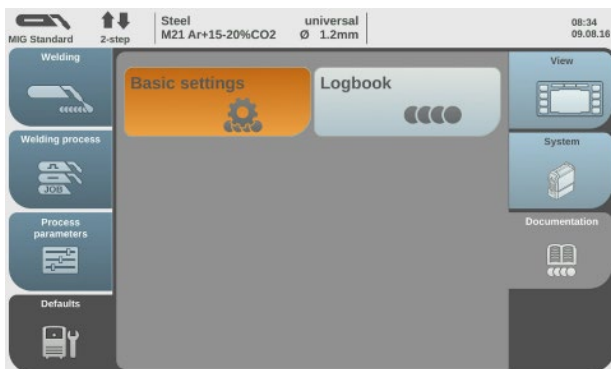 MIG Standard
2-step
Steel universal
M21 Ar+15-20%CO2 Ø 1.2mm
08:34
09.08.16
Welding
Welding process
JOB
Process
parameters
Defaults
Basic settings
Logbook
View
System
Documentation